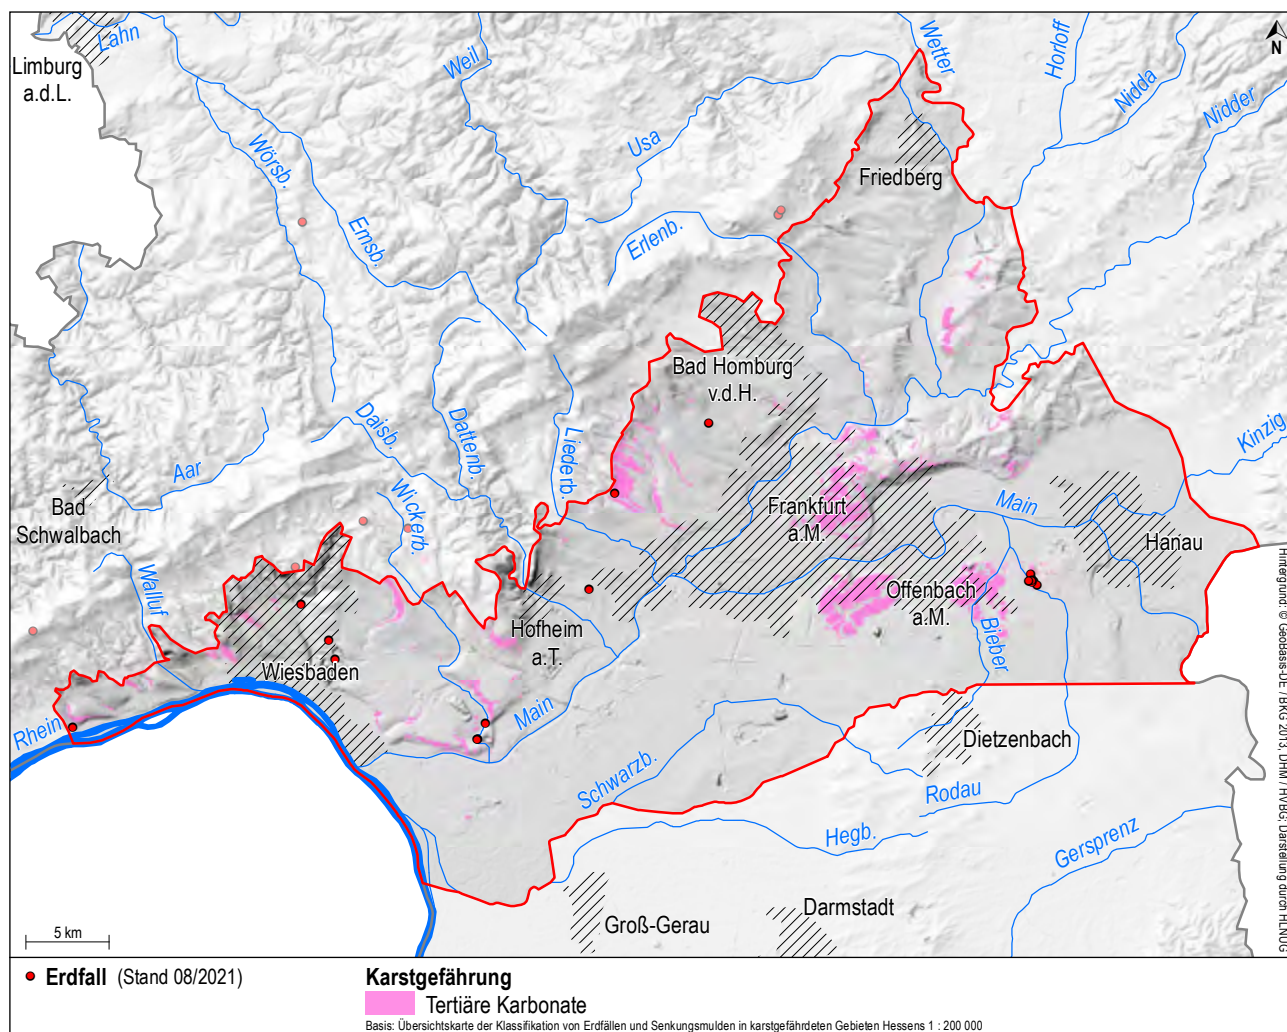 Lahn
Limburg
a.d.L.
Weil
Wetter
Horloff
N
Nidda
Nidder
Usa
Wörsb.
Emsb.
Friedberg
Erlenb.
Bad Homburg
v.d.H.
Daisb.
Dattenb.
Liederb.
Kinzig
Aar
Wickerb.
Bad
Schwalbach
Frankfurt
a.M.
Main
Hanau
Walluf
Offenbach
a.M.
Bieber
Hofheim
a.T.
Wiesbaden
Rhein
Main
Dietzenbach
Schwarzb.
Rodau
Hegb.
Gersprenz
Darmstadt
Groß-Gerau
5 km
Hintergrund: © GeoBasis-DE / BKG 2013, DHM / HVBG; Darstellung durch HLNUG
Erdfall (Stand 08/2021)
Karstgefährung
Tertiäre Karbonate
Basis: Übersichtskarte der Klassifikation von Erdfällen und Senkungsmulden in karstgefährdeten Gebieten Hessens 1 : 200 000